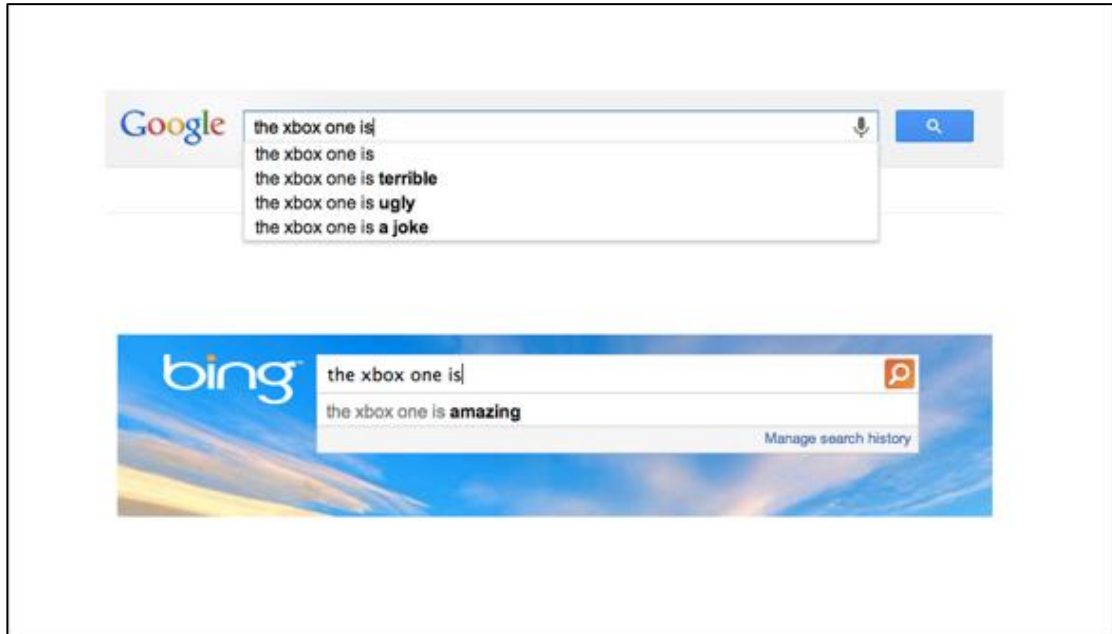 Google
the xbox one is
the xbox one is
the xbox one is terrible
the xbox one is ugly
the xbox one is a joke
bing
the xbox one is
the xbox one is amazing
Manage search history